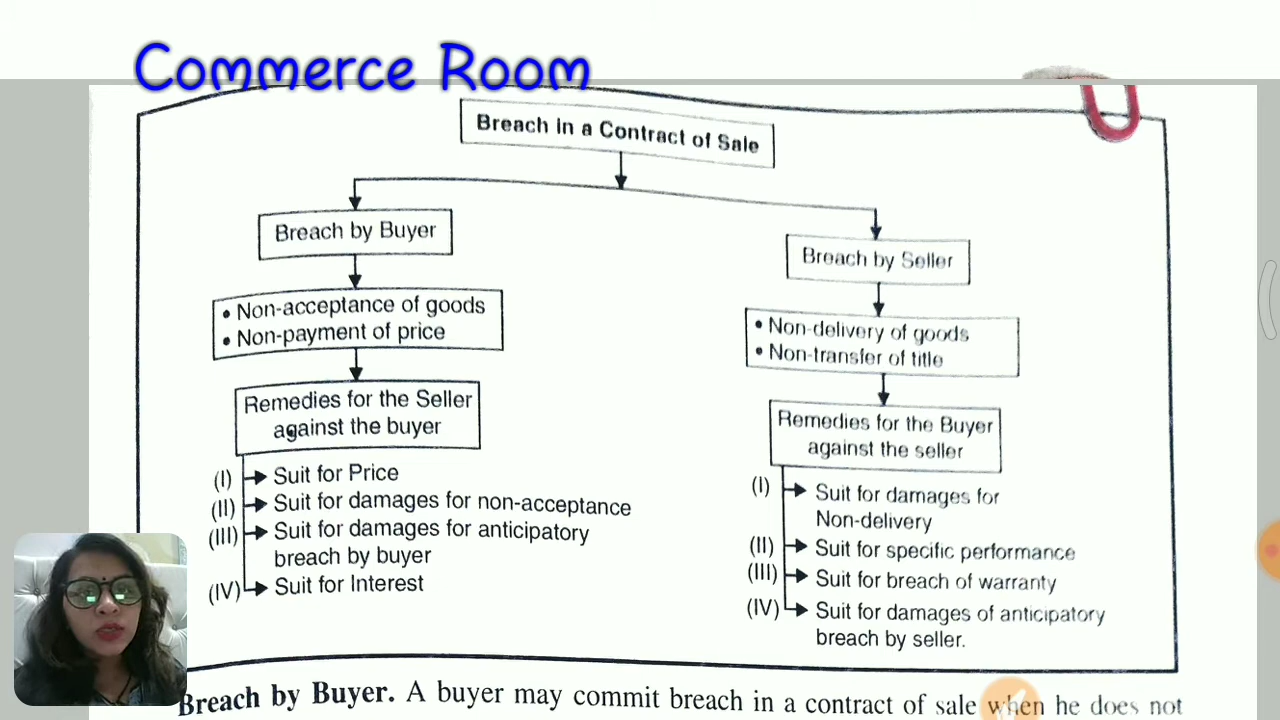 Commerce Room
Breach in a Contract of Sale
Breach by Buyer
• Non-acceptance of goods
• Non-payment of price
Remedies for the Seller
against the buyer
(I) Suit for Price
(II) Suit for damages for non-acceptance
(III) Suit for damages for anticipatory
breach by buyer
(IV) Suit for Interest
Breach by Seller
• Non-delivery of goods
• Non-transfer of title
Remedies for the Buyer
against the seller
(I) Suit for damages for
Non-delivery
(II) Suit for specific performance
(III) Suit for breach of warranty
(IV) Suit for damages of anticipatory
breach by seller.
Breach by Buyer. A buyer may commit breach in a contract of sale when he does not